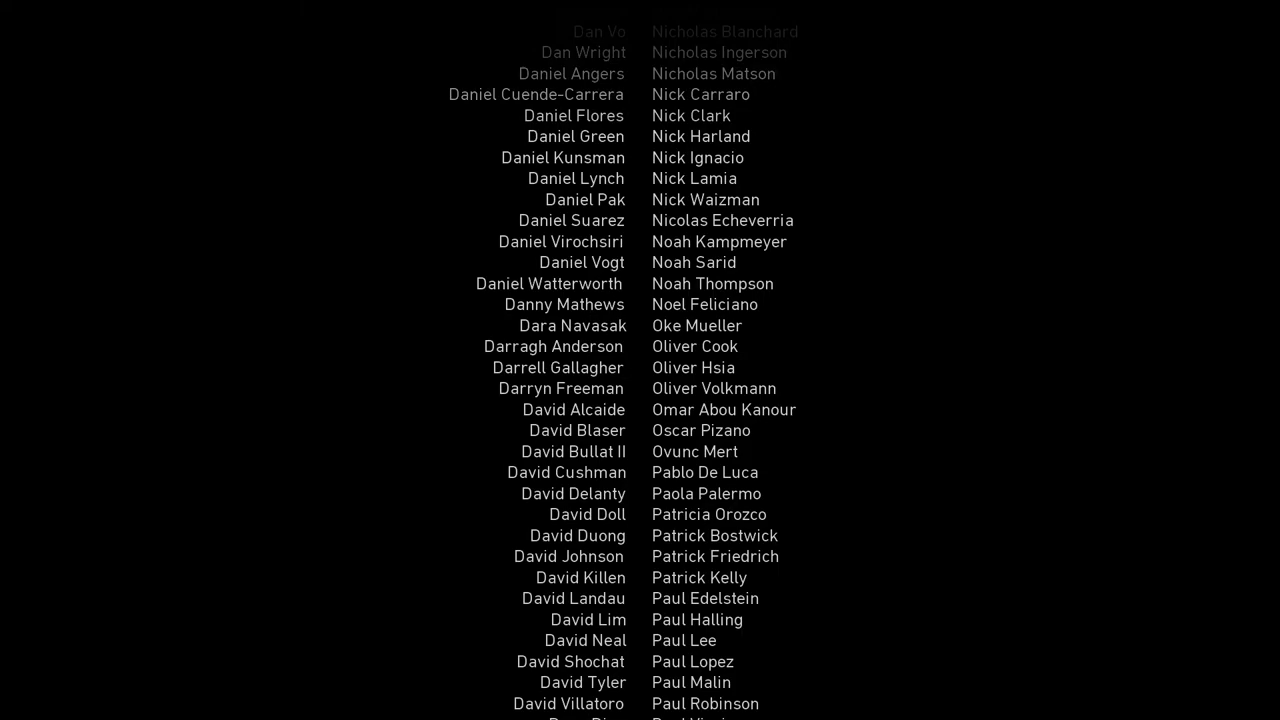 Dan Vo Nicholas Blanchard
Dan Wright Nicholas Ingerson
Daniel Angers Nicholas Matson
Daniel Cuende-Carrera Nick Carraro
Daniel Flores Nick Clark
Daniel Green Nick Harland
Daniel Kunsman Nick Ignacio
Daniel Lynch Nick Lamia
Daniel Pak Nick Waizman
Daniel Suarez Nicolas Echeverria
Daniel Virochsiri Noah Kampmeyer
Daniel Vogt Noah Sarid
Daniel Watterworth Noah Thompson
Danny Mathews Noel Feliciano
Dara Navasak Oke Mueller
Darragh Anderson Oliver Cook
Darrell Gallagher Oliver Hsia
Darryn Freeman Oliver Volkmann
David Alcaide Omar Abou Kanour
David Blaser Oscar Pizano
David Bullat II Ovunc Mert
David Cushman Pablo De Luca
David Delanty Paola Palermo
David Doll Patricia Orozco
David Duong Patrick Bostwick
David Johnson Patrick Friedrich
David Killen Patrick Kelly
David Landau Paul Edelstein
David Lim Paul Halling
David Neal Paul Lee
David Shochat Paul Lopez
David Tyler Paul Malin
David Villatoro Paul Robinson